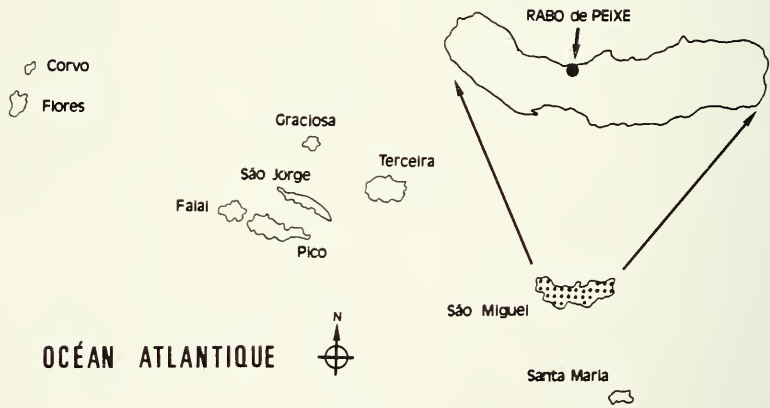 RABO de PEIXE
Corvo
Flores
Graciosa
São Jorge
Terceira
Faial
Pico
São Miguel
N
OCÉAN ATLANTIQUE
Santa Maria